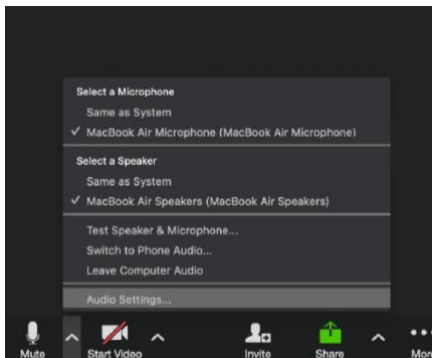 Select a Microphone
Same as System
✓ MacBook Air Microphone (MacBook Air Microphone)
Select a Speaker
Same as System
✓ MacBook Air Speakers (MacBook Air Speakers)
Test Speaker & Microphone...
Switch to Phone Audio...
Leave Computer Audio
Audio Settings...
Mute Start Video Invite Share More